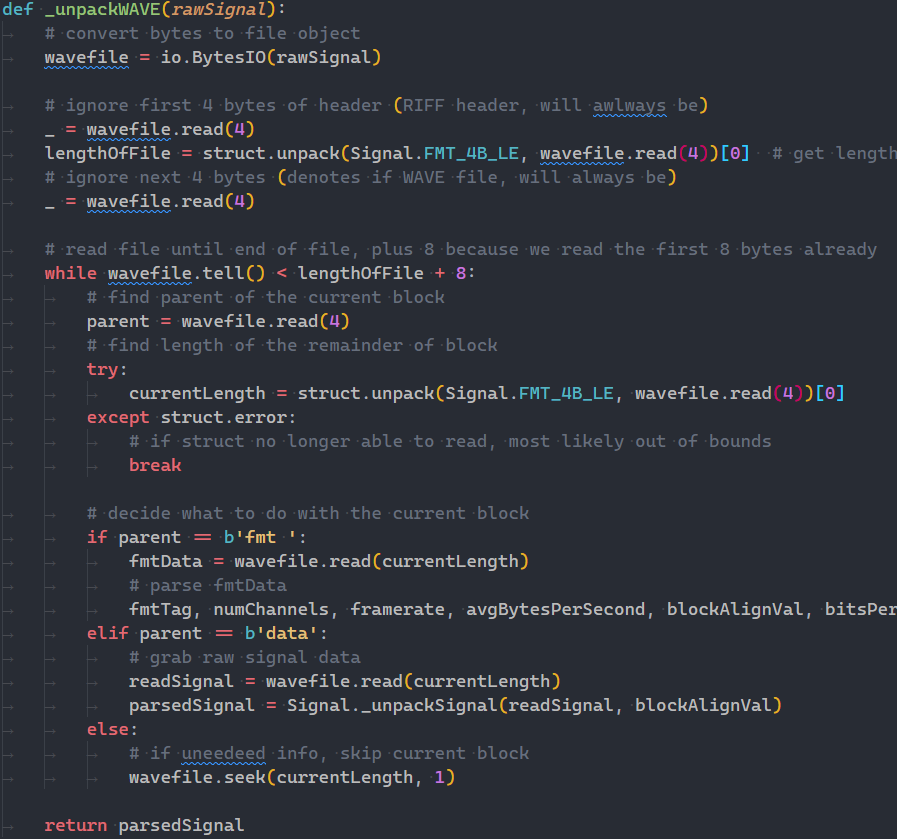 def _unpackWAVE(rawSignal):
# convert bytes to file object
wavefile = io.BytesIO(rawSignal)
# ignore first 4 bytes of header (RIFF header, will awlways be)
_ = wavefile.read(4)
lengthOfFile = struct.unpack(Signal.FMT_4B_LE, wavefile.read(4))[0] # get length
# ignore next 4 bytes (denotes if WAVE file, will always be)
_ = wavefile.read(4)
# read file until end of file, plus 8 because we read the first 8 bytes already
while wavefile.tell() < lengthOfFile + 8:
# find parent of the current block
parent = wavefile.read(4)
# find length of the remainder of block
try:
currentLength = struct.unpack(Signal.FMT_4B_LE, wavefile.read(4))[0]
except struct.error:
# if struct no longer able to read, most likely out of bounds
break
# decide what to do with the current block
if parent == b'fmt ':
fmtData = wavefile.read(currentLength)
# parse fmtData
fmtTag, numChannels, framerate, avgBytesPerSecond, blockAlignVal, bitsPer
elif parent == b'data':
# grab raw signal data
readSignal = wavefile.read(currentLength)
parsedSignal = Signal._unpackSignal(readSignal, blockAlignVal)
else:
# if uneedeed info, skip current block
wavefile.seek(currentLength, 1)
return parsedSignal